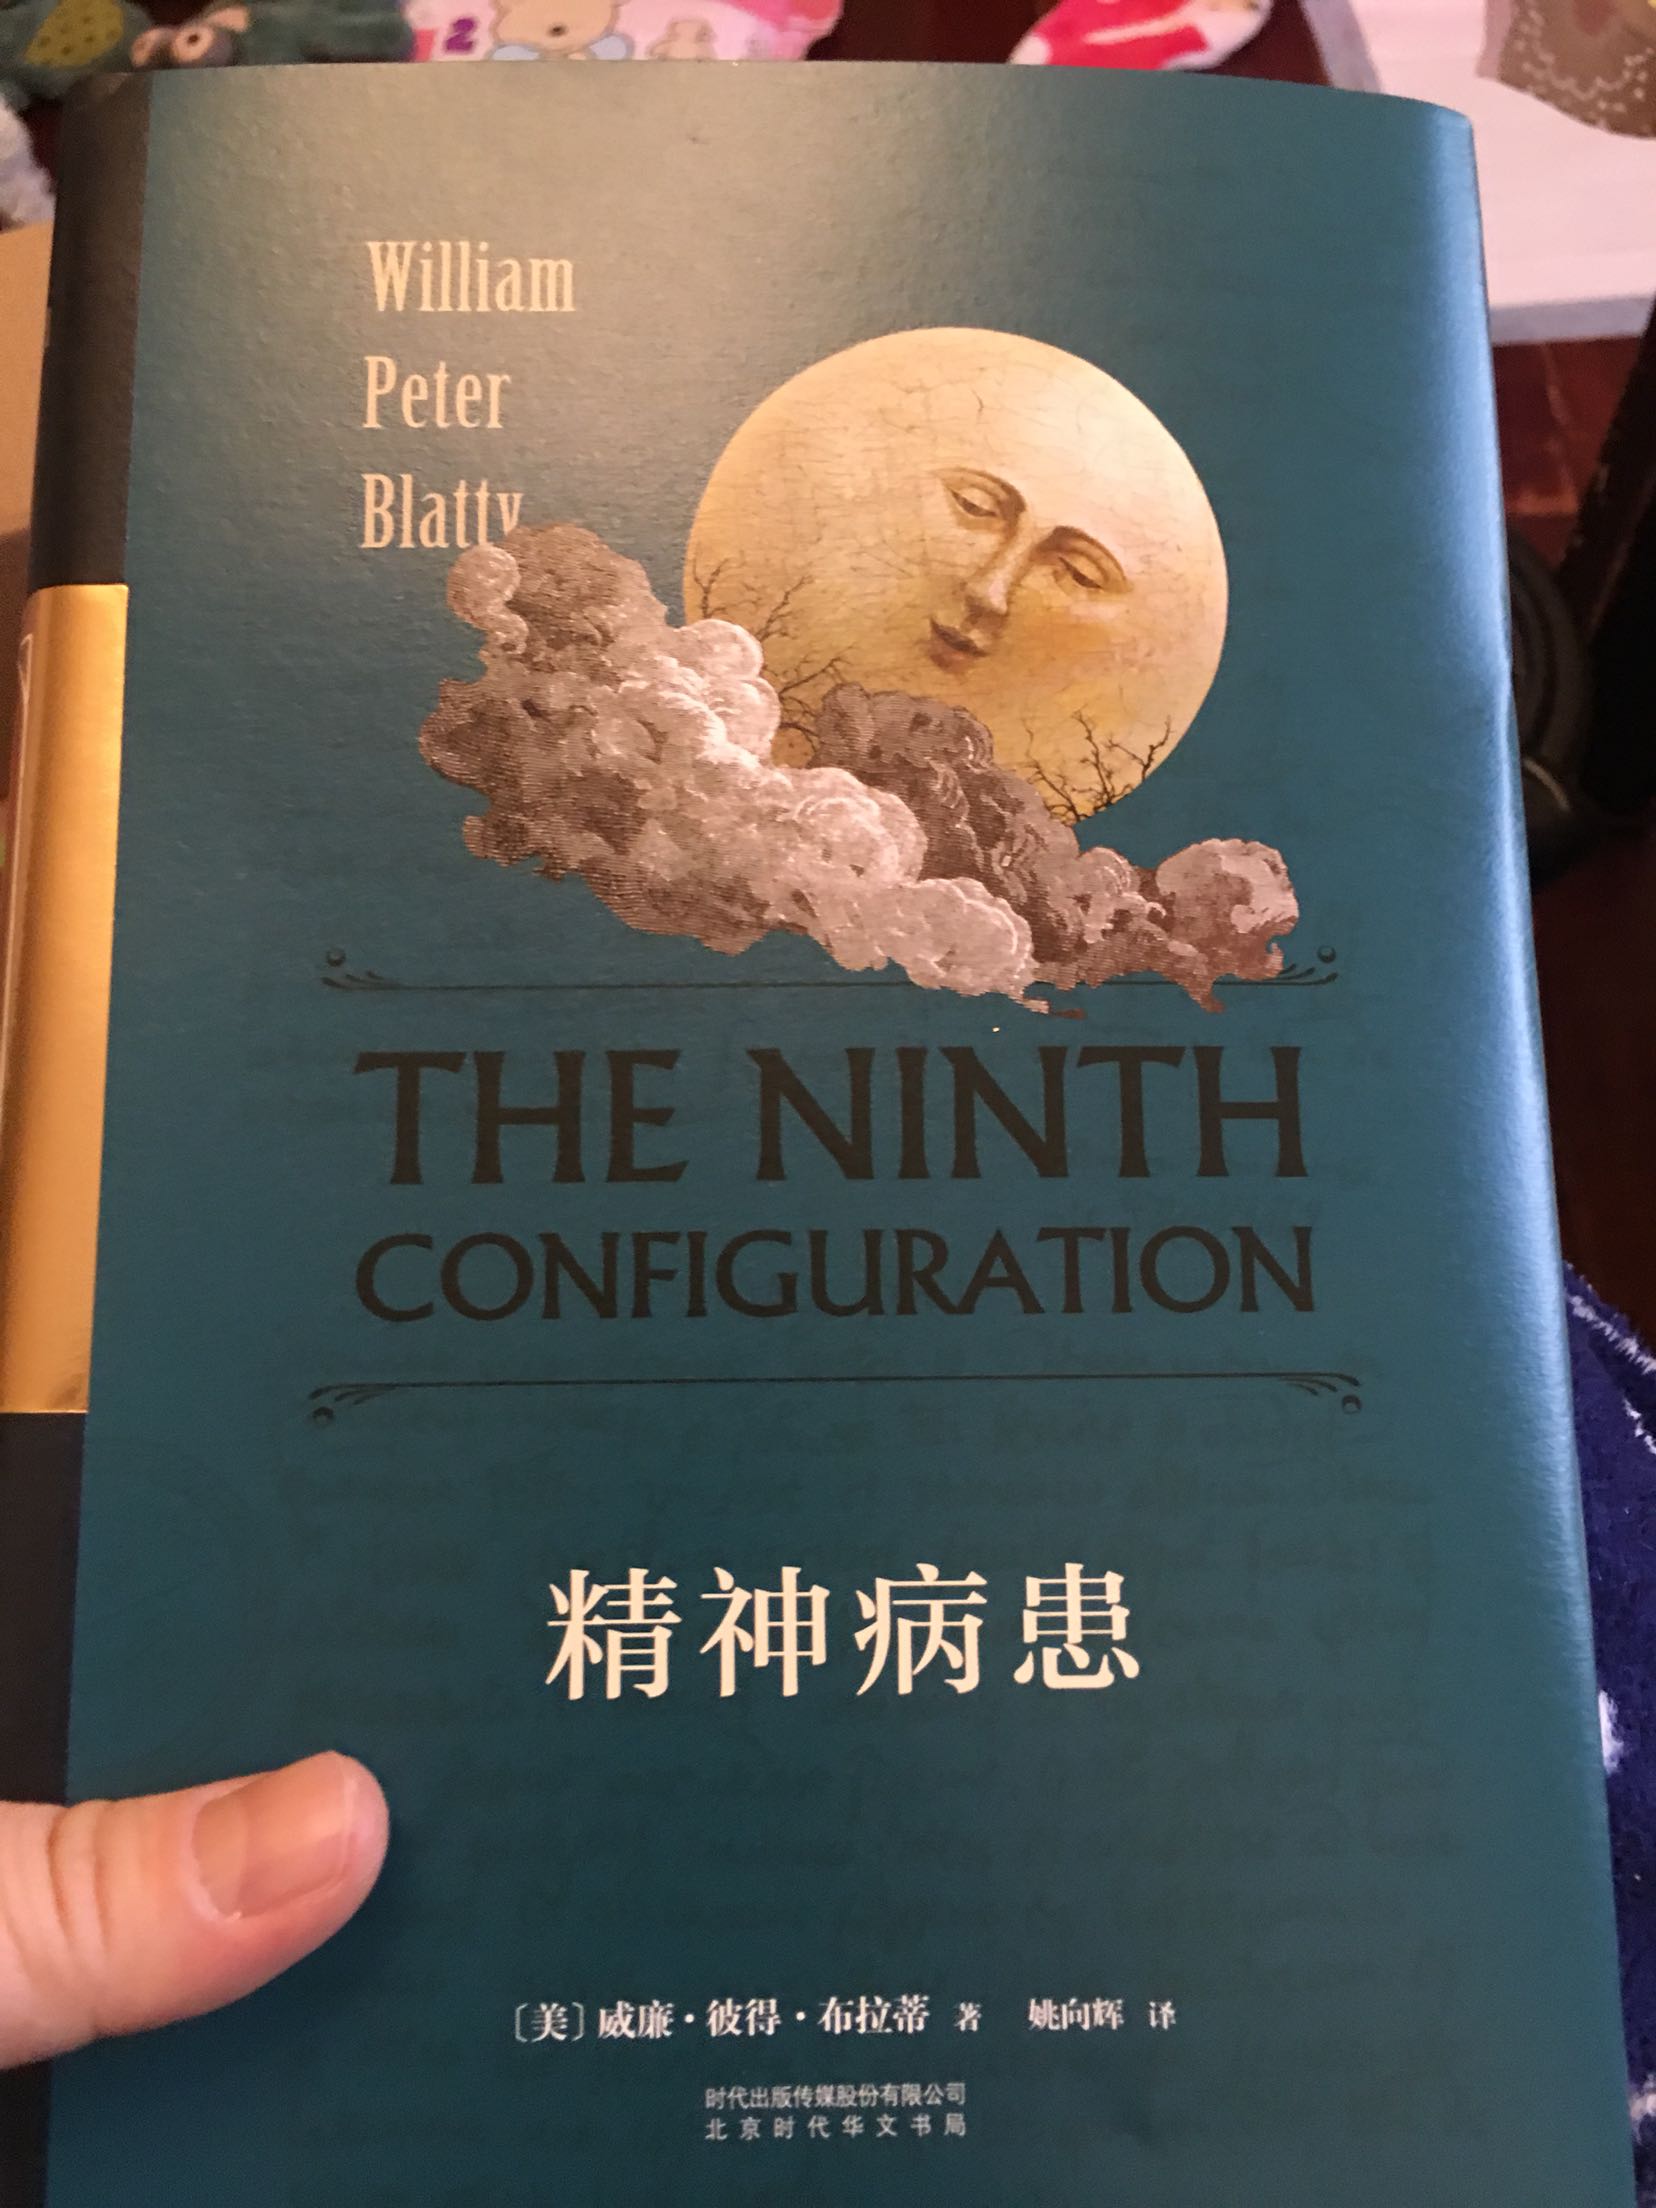 William
Peter
Blatty
THE NINTH
CONFIGURATION
精神病患
〔美〕威廉·彼得·布拉蒂 著 姚向辉 译
时代出版传媒股份有限公司
北京时代华文书局
2